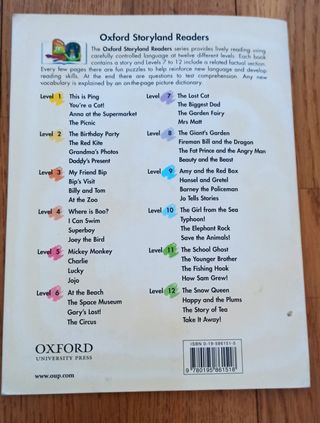 Oxford Storyland Readers
The Oxford Storyland Readers series provides lively reading using
carefully controlled language at twelve different levels. Each book
contains a story and Levels 7 to 12 include a related factual section.
Every few pages there are fun puzzles to help reinforce new language and develop
reading skills. At the end there are questions to test comprehension. Any new
vocabulary is explained by an on-the-page picture dictionary.
Level 1 This is Ping
You're a Cat!
Anna at the Supermarket
The Picnic
Level 2 The Birthday Party
The Red Kite
Grandma's Photos
Daddy's Present
Level 3 My Friend Bip
Bip's Visit
Billy and Tom
At the Zoo
Level 4 Where is Boo?
I Can Swim
Superboy
Joey the Bird
Level 5 Mickey Monkey
Charlie
Lucky
Jojo
Level 6 At the Beach
The Space Museum
Gary's Lost!
The Circus
Level 7 The Lost Cat
The Biggest Dad
The Garden Fairy
Mrs Matt
Level 8 The Giant's Garden
Fireman Bill and the Dragon
The Fat Prince and the Angry Man
Beauty and the Beast
Level 9 Amy and the Red Box
Hansel and Gretel
Barney the Policeman
Jo Tells Stories
Level 10 The Girl from the Sea
Typhoon!
The Elephant Rock
Save the Animals!
Level 11 The School Ghost
The Younger Brother
The Fishing Hook
How Sam Grew!
Level 12 The Snow Queen
Happy and the Plums
The Story of Tea
Take It Away!
OXFORD
UNIVERSITY PRESS
www.oup.com
ISBN 0-19-586151-5
9 780195 861518